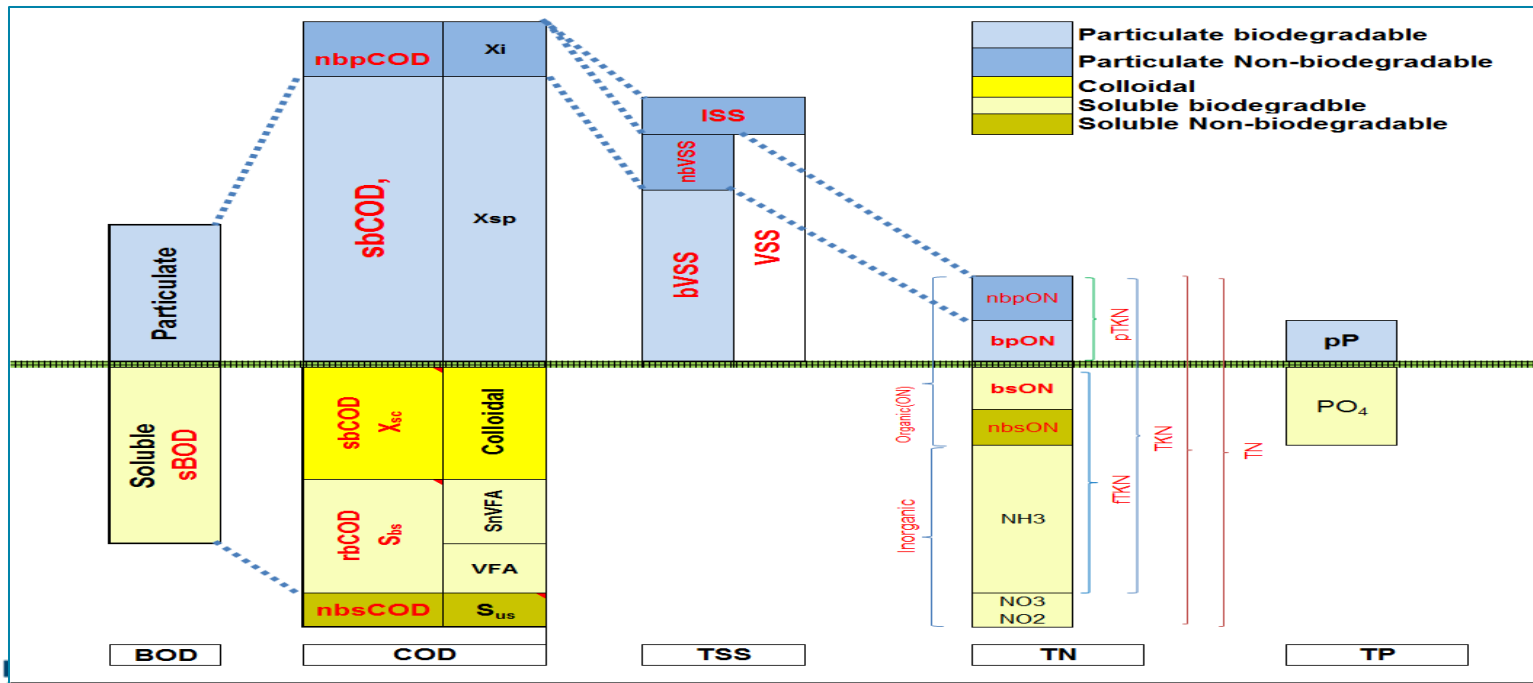 Particulate biodegradable
Particulate Non-biodegradable
Colloidal
Soluble biodegradble
Soluble Non-biodegradable
Particulate
Soluble
sBOD
BOD
nbpCOD
Xi
sbCOD,
Xsp
sbCOD
Xsc
Colloidal
rbCOD
Sbs
SnVFA
VFA
nbsCOD
Sus
COD
ISS
nbVSS
bVSS
VSS
TSS
Organic(ON)
Inorganic
nbpON
bpON
bsON
nbsON
NH3
NO3
NO2
pTKN
fTKN
TKN
TN
TN
pP
PO4
TP